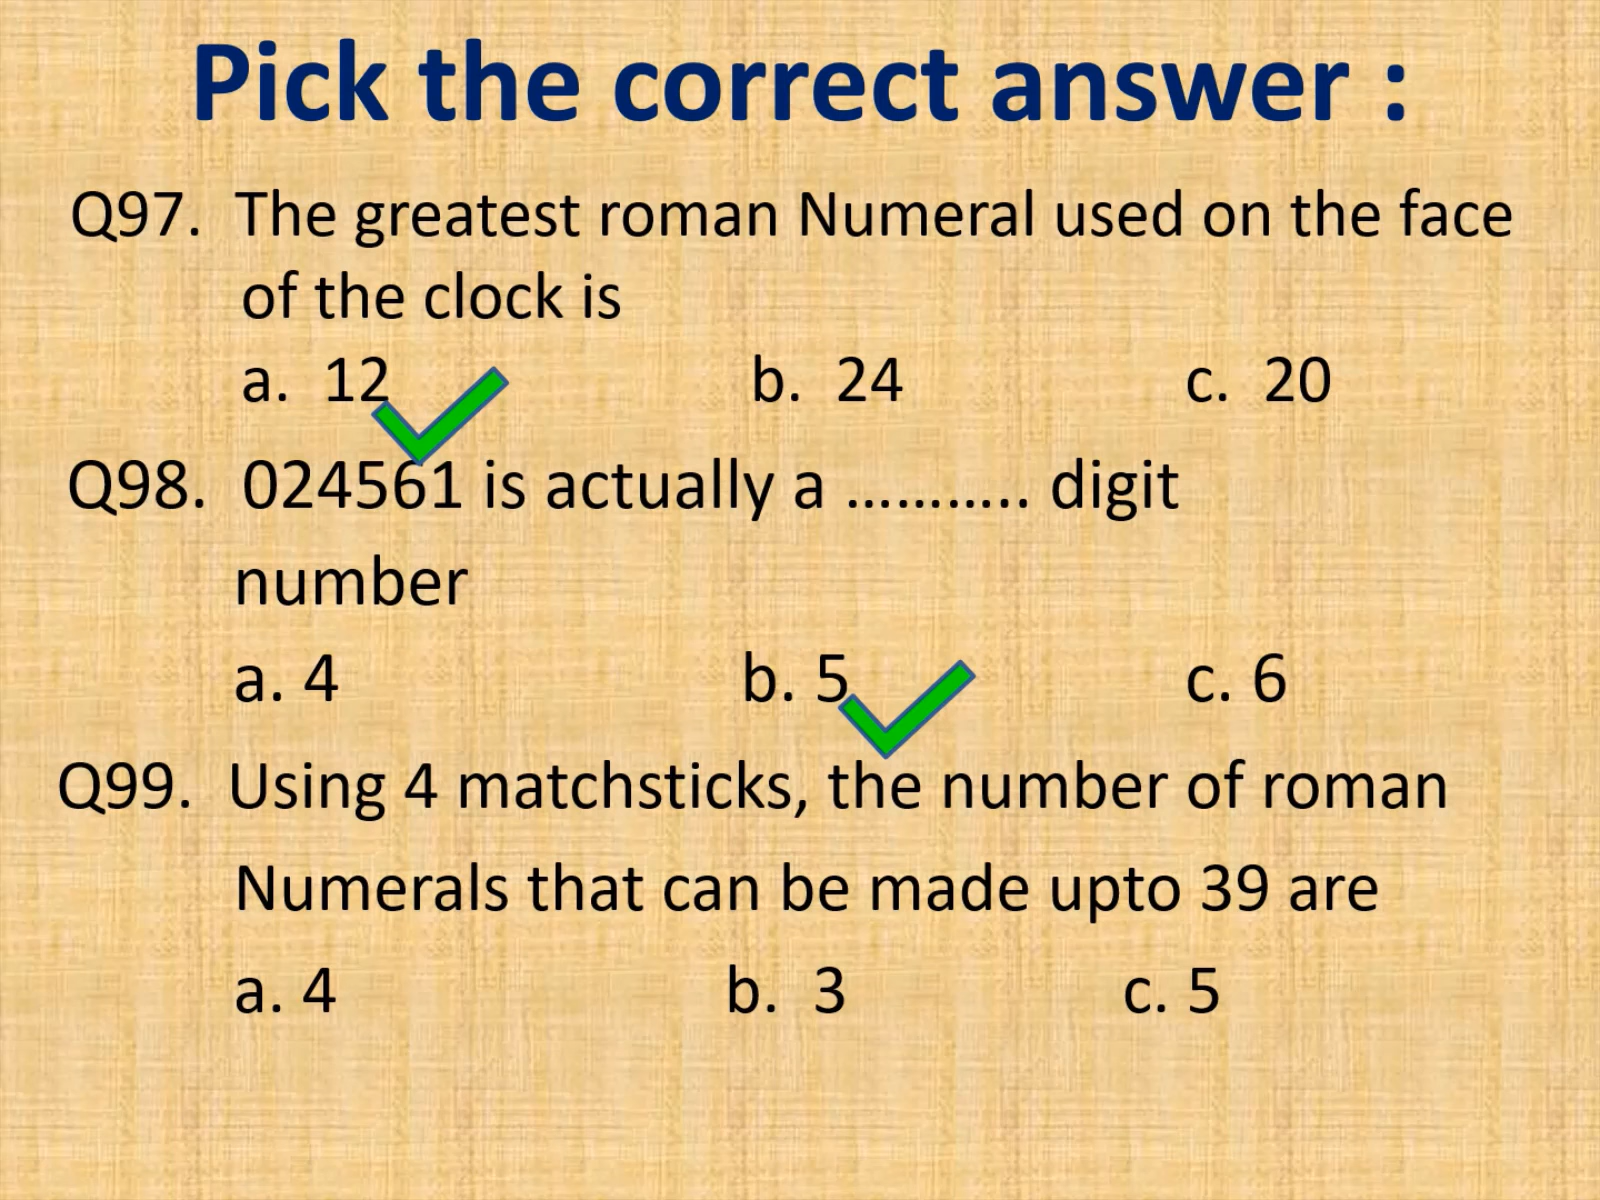 Pick the correct answer :
Q97. The greatest roman Numeral used on the face
of the clock is
a. 12 b. 24 c. 20
Q98. 024561 is actually a ……….. digit
number
a. 4 b. 5 c. 6
Q99. Using 4 matchsticks, the number of roman
Numerals that can be made upto 39 are
a. 4 b. 3 c. 5